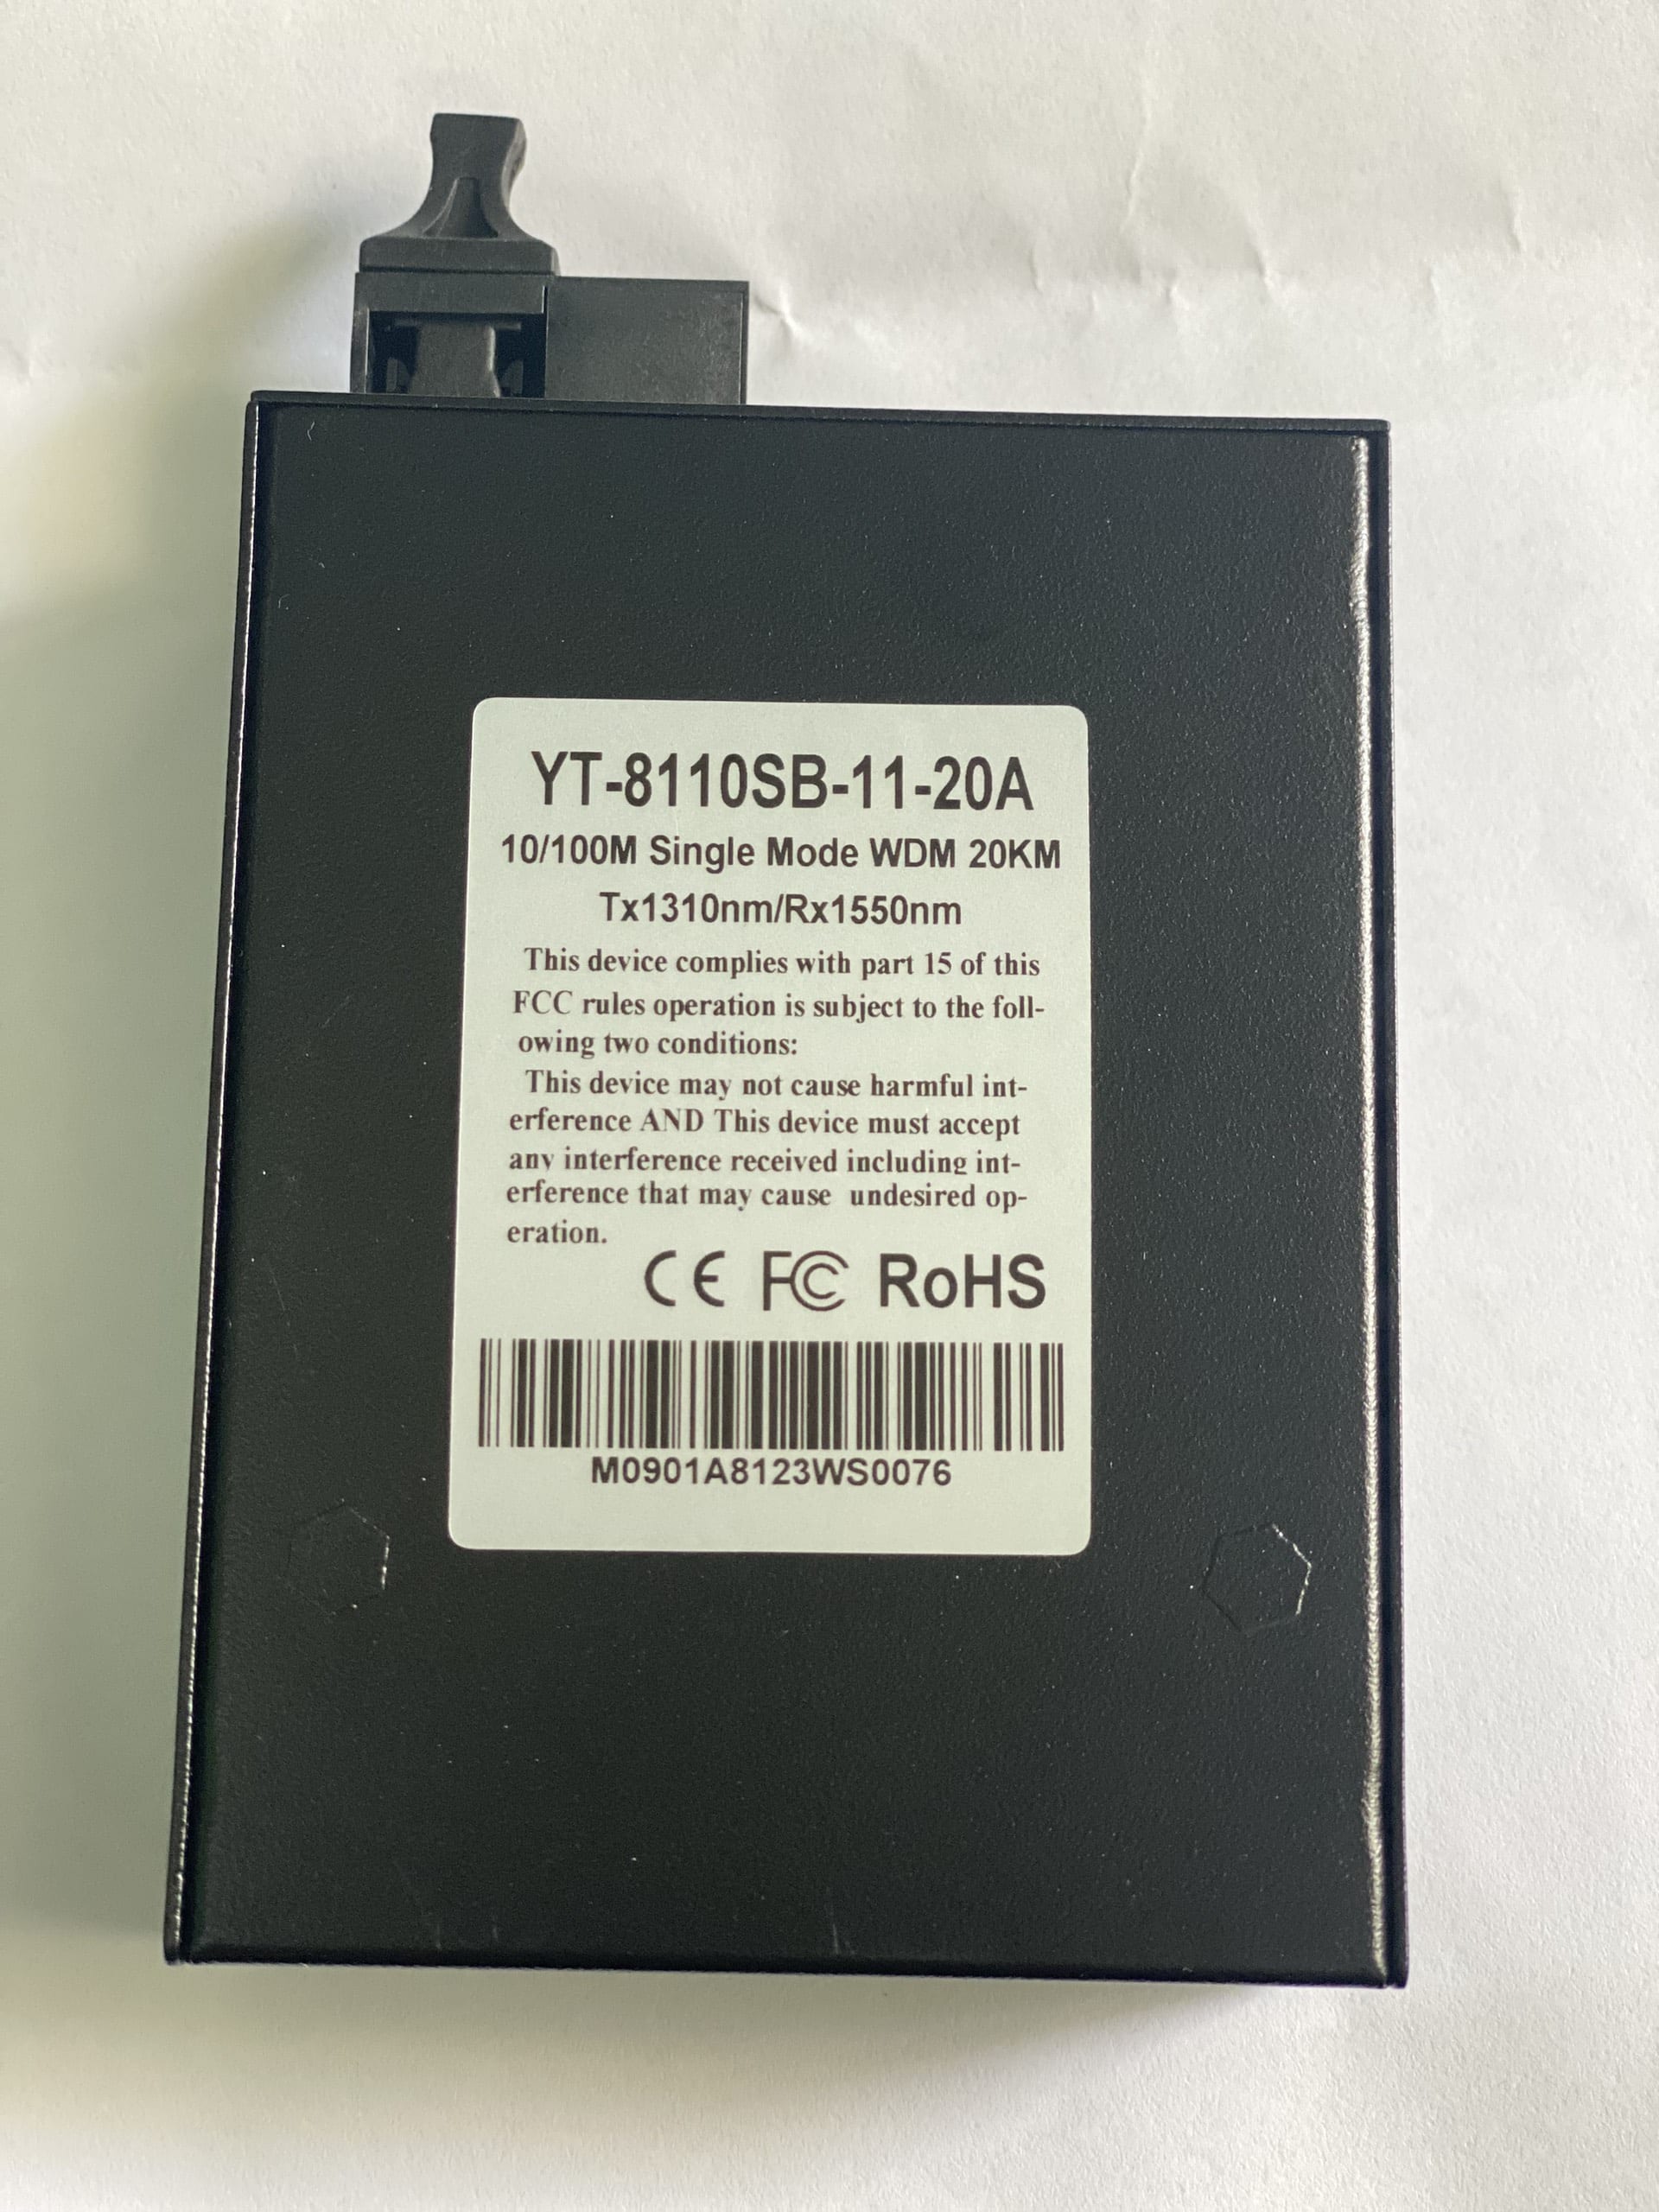 YT-8110SB-11-20A
10/100M Single Mode WDM 20KM
Tx1310nm/Rx1550nm
This device complies with part 15 of this
FCC rules operation is subject to the foll-
owing two conditions:
This device may not cause harmful int-
erference AND This device must accept
any interference received including int-
erference that may cause undesired op-
eration.
CE FC RoHS
M0901A8123WS0076